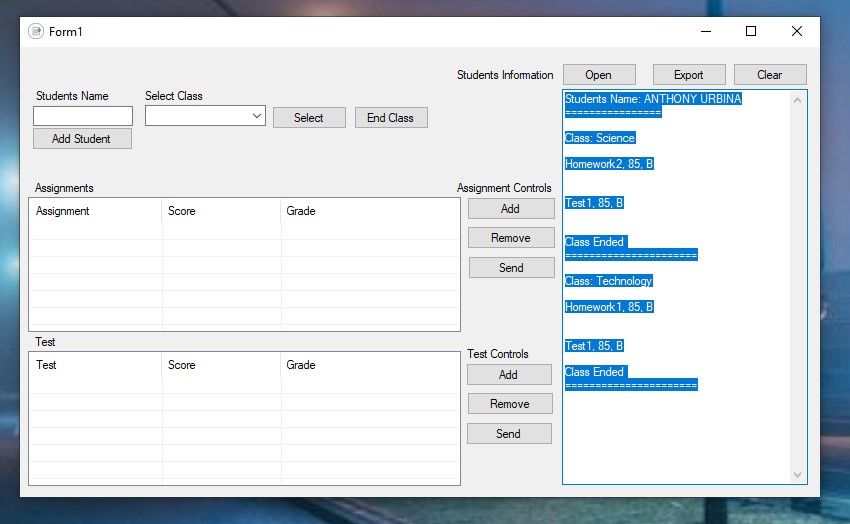 Form1
Students Information
Open
Export
Clear
Students Name
Select Class
Select
End Class
Add Student
Assignments
Assignment Score Grade
Assignment Controls
Add
Remove
Send
Test
Test Score Grade
Test Controls
Add
Remove
Send
Students Name: ANTHONY URBINA
================
Class: Science
Homework2, 85, B
Test1, 85, B
Class Ended
======================
Class: Technology
Homework1, 85, B
Test1, 85, B
Class Ended
======================